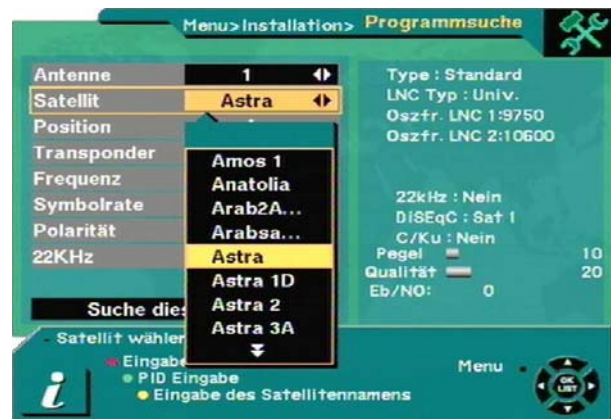 Menu>Installation> Programmsuche
Antenne 1
Satellit Astra
Position
Transponder
Frequenz
Symbolrate
Polarität
22KHz
Amos 1
Anatolia
Arab2A...
Arabsa...
Astra
Astra 1D
Astra 2
Astra 3A
Type : Standard
LNC Typ : Univ.
Oszfr. LNC 1:9750
Oszfr. LNC 2:10600
22kHz : Nein
DiSEqC : Sat 1
C/Ku : Nein
Pegel 10
Qualität 20
Eb/N0: 0
Suche dies
Satellit wählen
Eingabe
PID Eingabe
Eingabe des Satellitennamens
Menu
OK
LIST
i